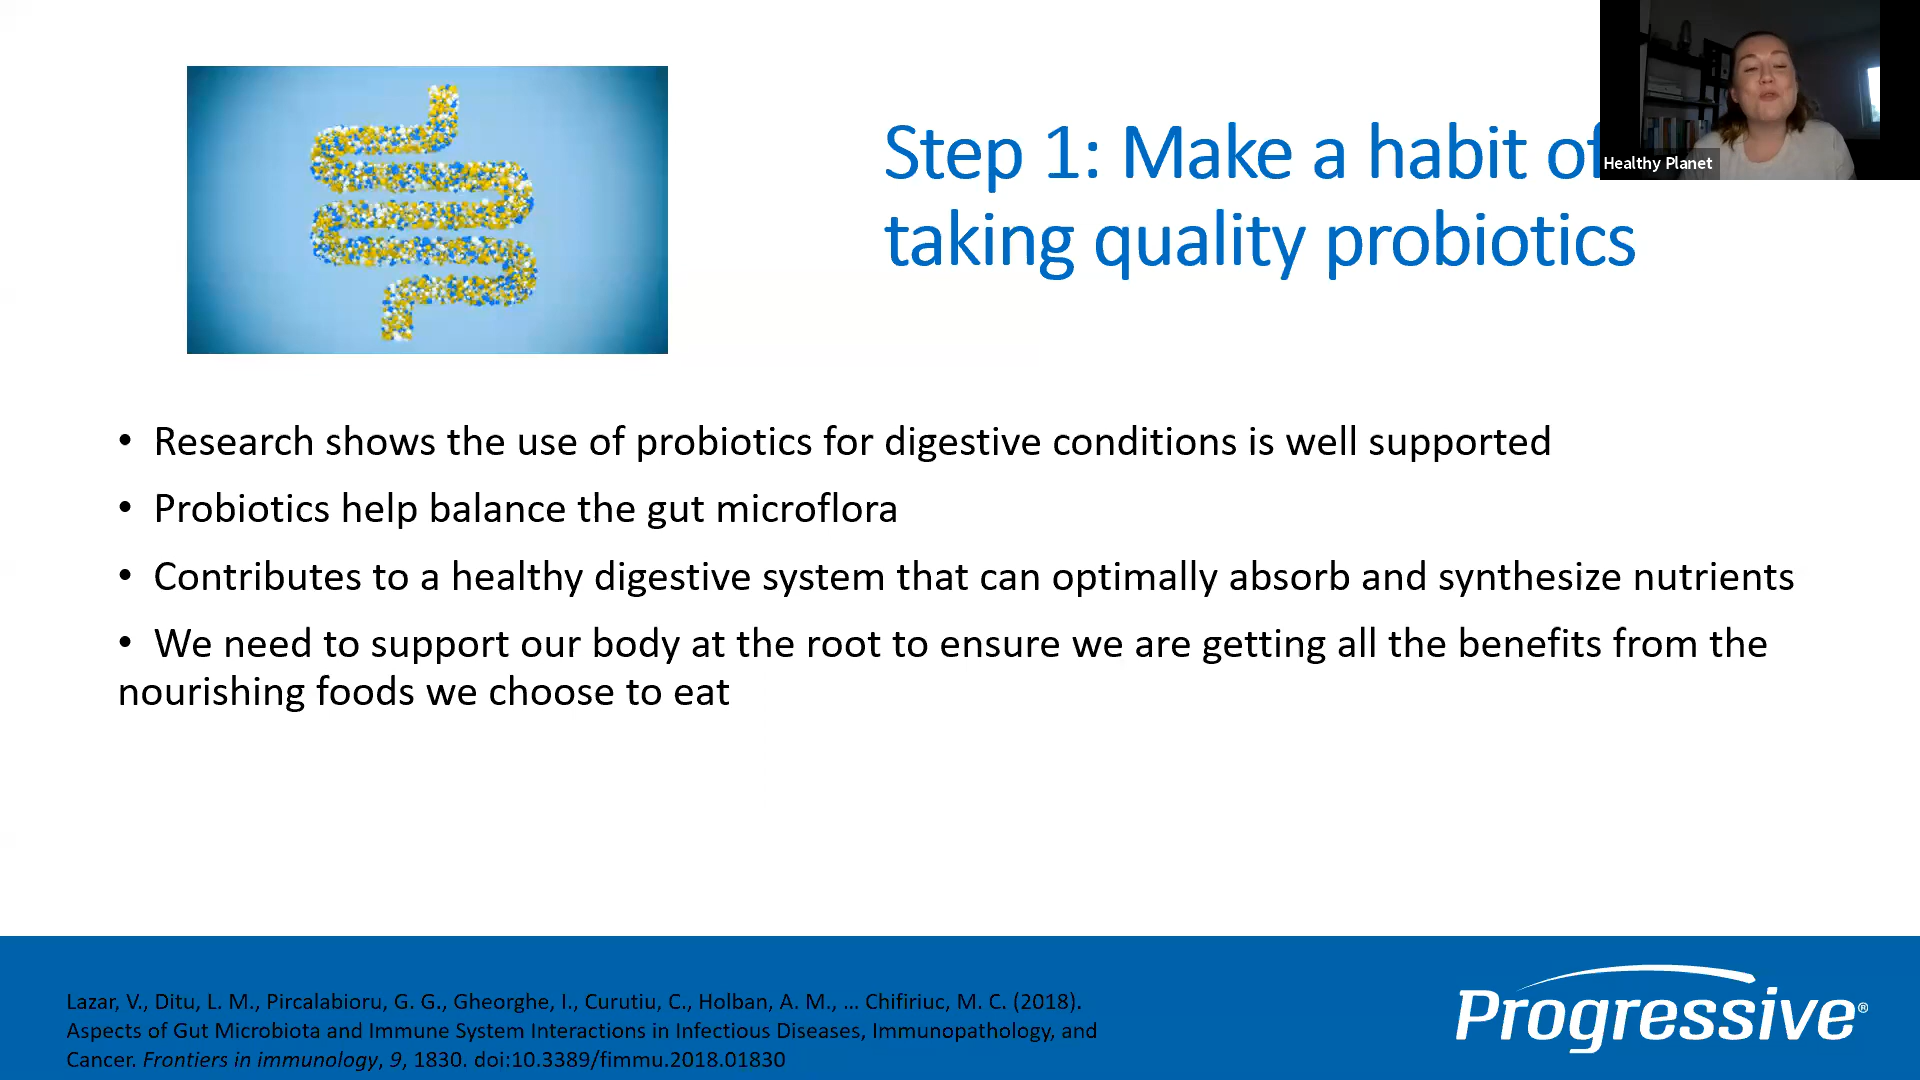 Step 1: Make a habit of
taking quality probiotics
Healthy Planet
• Research shows the use of probiotics for digestive conditions is well supported
• Probiotics help balance the gut microflora
• Contributes to a healthy digestive system that can optimally absorb and synthesize nutrients
• We need to support our body at the root to ensure we are getting all the benefits from the
nourishing foods we choose to eat
Lazar, V., Ditu, L. M., Pircalabioru, G. G., Gheorghe, I., Curutiu, C., Holban, A. M., … Chifiriuc, M. C. (2018).
Aspects of Gut Microbiota and Immune System Interactions in Infectious Diseases, Immunopathology, and
Cancer. Frontiers in immunology, 9, 1830. doi:10.3389/fimmu.2018.01830
Progressive®